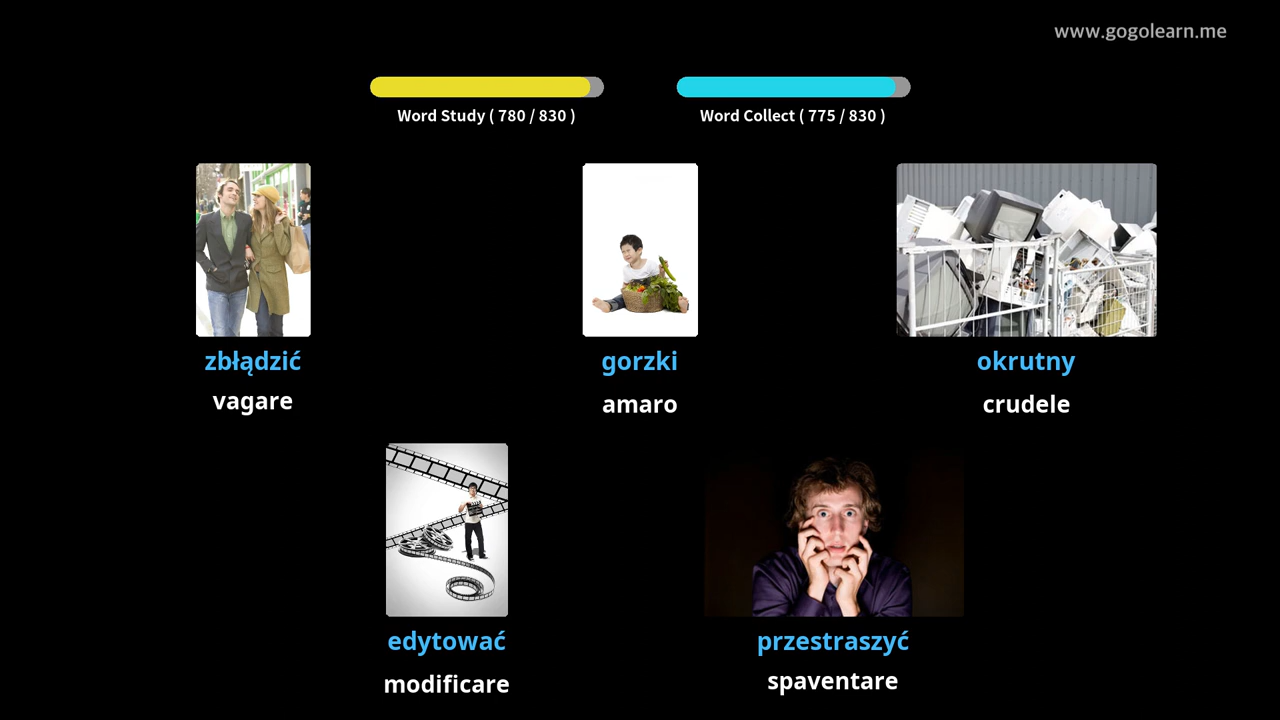 www.gogolearn.me
Word Study ( 780 / 830 )
Word Collect ( 775 / 830 )
zbłądzić
vagare
gorzki
amaro
okrutny
crudele
edytować
modificare
przestraszyć
spaventare